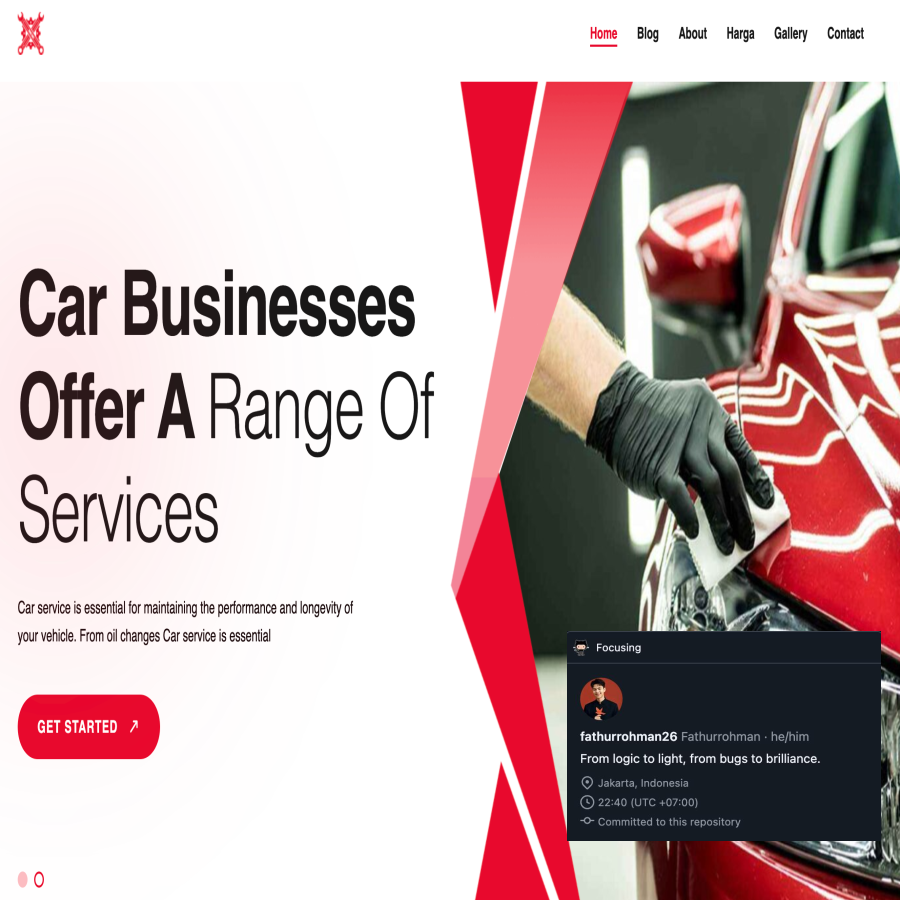 Home Blog About Harga Gallery Contact
Car Businesses
Offer A Range Of
Services
Car service is essential for maintaining the performance and longevity of
your vehicle. From oil changes Car service is essential
GET STARTED
Focusing
fathurrohman26 Fathurrohman · he/him
From logic to light, from bugs to brilliance.
Jakarta, Indonesia
22:40 (UTC +07:00)
Committed to this repository